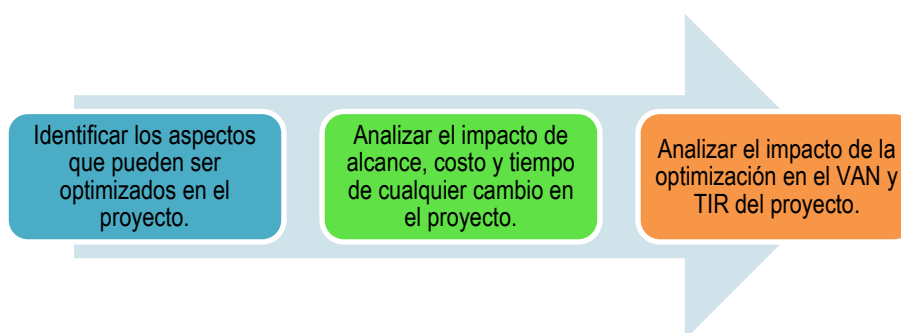 Identificar los aspectos
que pueden ser
optimizados en el
proyecto.
Analizar el impacto de
alcance, costo y tiempo
de cualquier cambio en
el proyecto.
Analizar el impacto de la
optimización en el VAN y
TIR del proyecto.